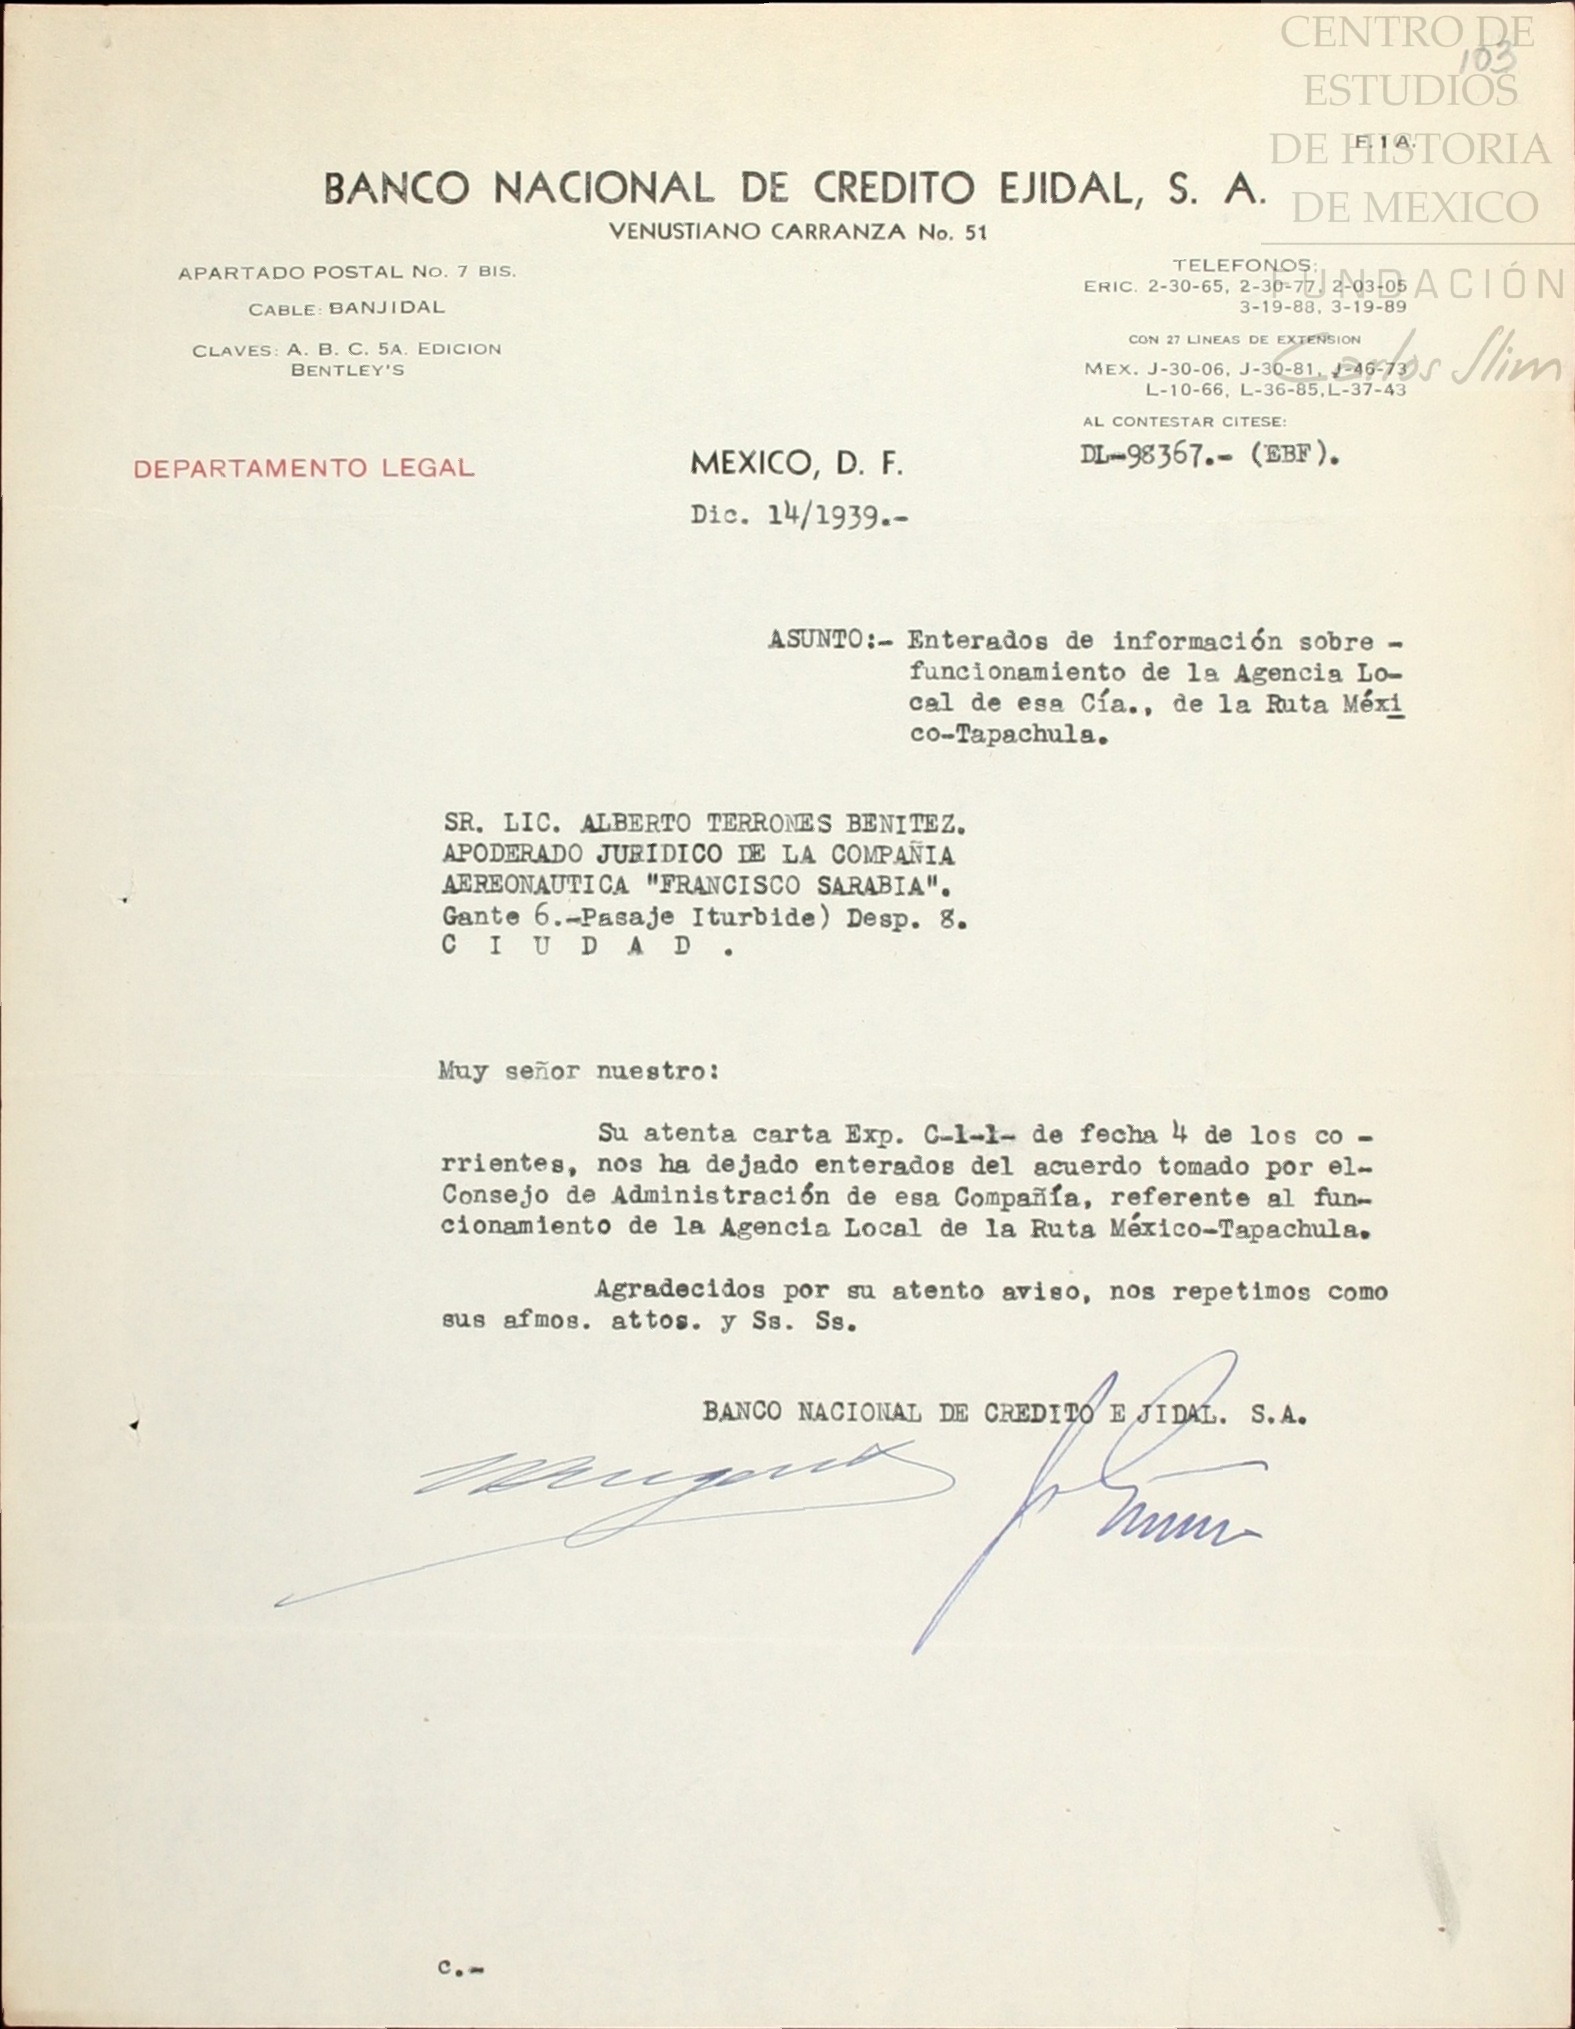 CENTRO DE
ESTUDIOS
DE HISTORIA
DE MEXICO
FUNDACIÓN
Carlos Slim
103
F. 1 A.
BANCO NACIONAL DE CREDITO EJIDAL, S. A.
VENUSTIANO CARRANZA No. 51
APARTADO POSTAL No. 7 BIS.
CABLE: BANJIDAL
CLAVES: A. B. C. 5A. EDICION
BENTLEY'S
TELEFONOS:
ERIC. 2-30-65, 2-30-77, 2-03-05
3-19-88, 3-19-89
CON 27 LINEAS DE EXTENSION
MEX. J-30-06, J-30-81, J-46-73
L-10-66, L-36-85, L-37-43
AL CONTESTAR CITESE:
DL-98367.- (EBF).
DEPARTAMENTO LEGAL
MEXICO, D. F.
Dic. 14/1939.-
ASUNTO:- Enterados de información sobre -
funcionamiento de la Agencia Lo-
cal de esa Cía., de la Ruta Méxi
co-Tapachula.
SR. LIC. ALBERTO TERRONES BENITEZ.
APODERADO JURIDICO DE LA COMPAÑIA
AEREONAUTICA "FRANCISCO SARABIA".
Gante 6.-Pasaje Iturbide) Desp. 8.
C I U D A D .
Muy señor nuestro:
Su atenta carta Exp. C-1-1- de fecha 4 de los co -
rrientes, nos ha dejado enterados del acuerdo tomado por el-
Consejo de Administración de esa Compañía, referente al fun-
cionamiento de la Agencia Local de la Ruta México-Tapachula.
Agradecidos por su atento aviso, nos repetimos como
sus afmos. attos. y Ss. Ss.
BANCO NACIONAL DE CREDITO E JIDAL. S.A.
c.-